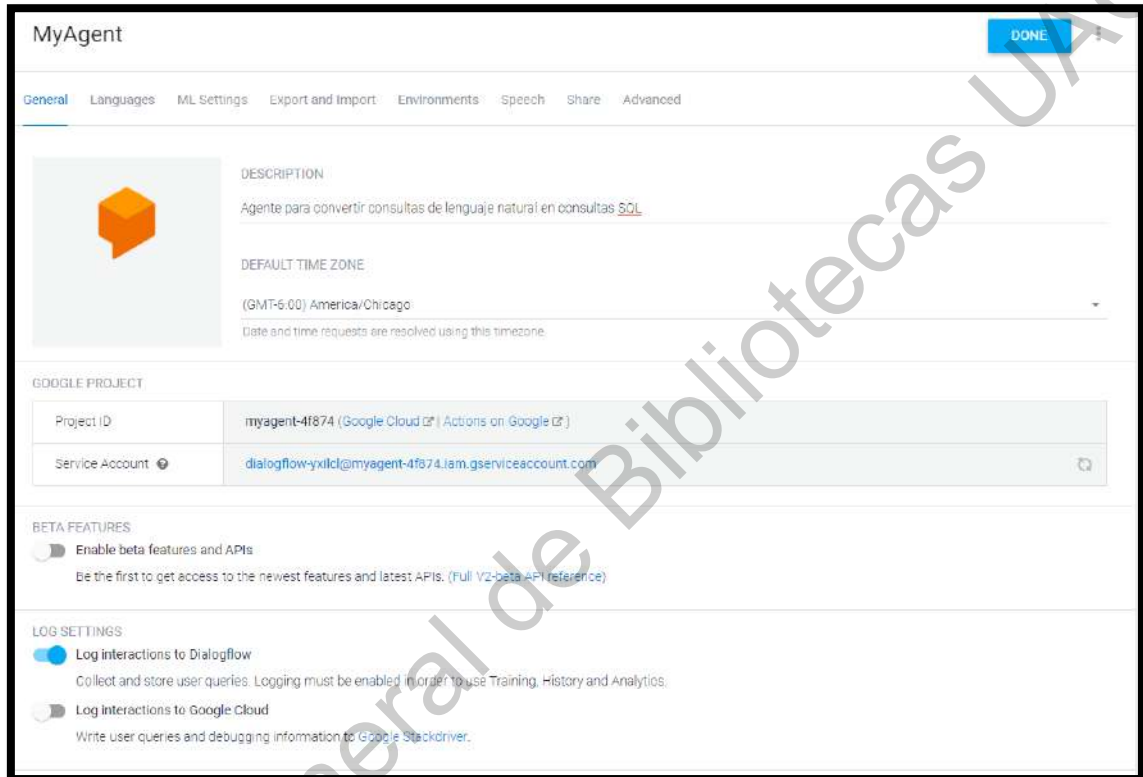 MyAgent
DONE
General Languages ML Settings Export and Import Environments Speech Share Advanced
DESCRIPTION
Agente para convertir consultas de lenguaje natural en consultas SQL
DEFAULT TIME ZONE
(GMT-6:00) America/Chicago
Date and time requests are resolved using this timezone.
GOOGLE PROJECT
Project ID myagent-4f874 (Google Cloud | Actions on Google )
Service Account dialogflow-yxilcl@myagent-4f874.iam.gserviceaccount.com
BETA FEATURES
Enable beta features and APIs
Be the first to get access to the newest features and latest APIs. (Full V2-beta API reference)
LOG SETTINGS
Log interactions to Dialogflow
Collect and store user queries. Logging must be enabled in order to use Training, History and Analytics.
Log interactions to Google Cloud
Write user queries and debugging information to Google Stackdriver.
eral de Bibliotecas UAQ